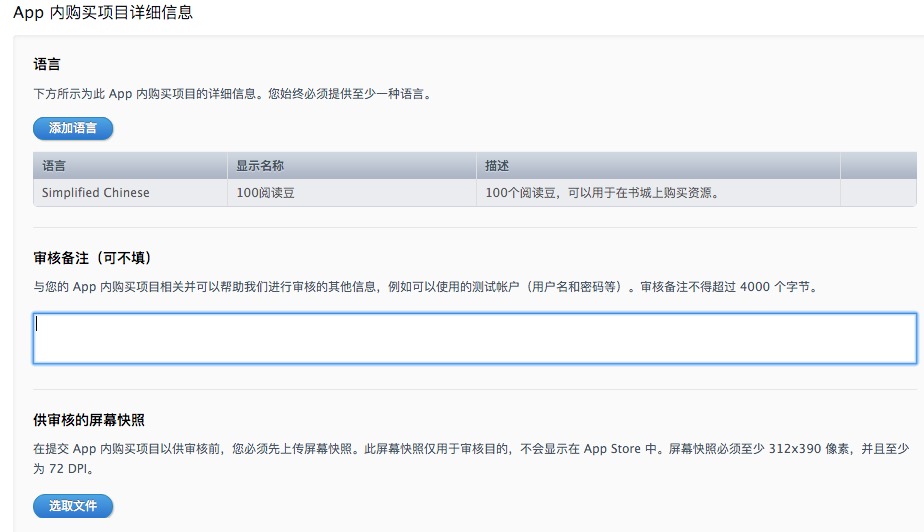 App 内购买项目详细信息
语言
下方所示为此 App 内购买项目的详细信息。您始终必须提供至少一种语言。
添加语言
语言 显示名称 描述
Simplified Chinese 100阅读豆 100个阅读豆，可以用于在书城上购买资源。
审核备注（可不填）
与您的 App 内购买项目相关并可以帮助我们进行审核的其他信息，例如可以使用的测试帐户（用户名和密码等）。审核备注不得超过 4000 个字节。
供审核的屏幕快照
在提交 App 内购买项目以供审核前，您必须先上传屏幕快照。此屏幕快照仅用于审核目的，不会显示在 App Store 中。屏幕快照必须至少 312x390 像素，并且至少
为 72 DPI。
选取文件